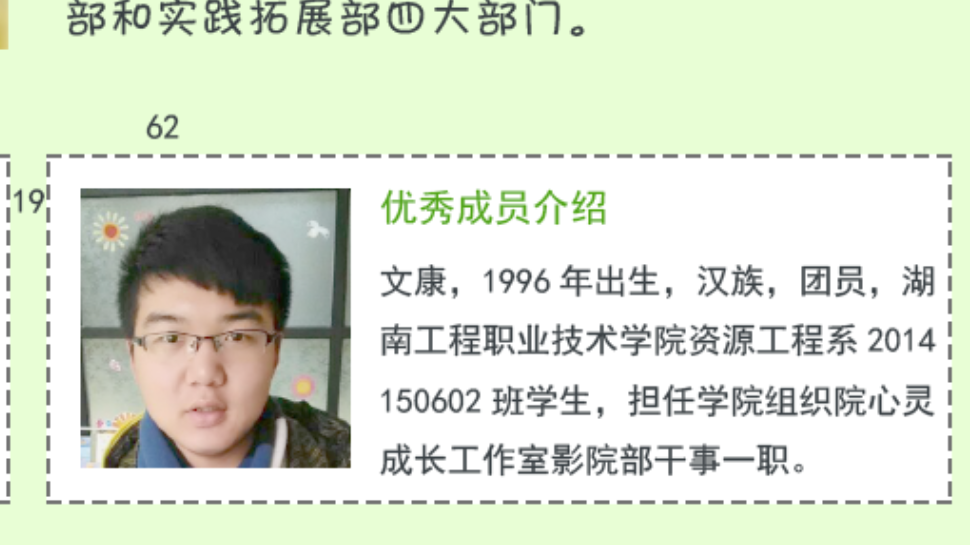 部和实践拓展部四大部门。
62
19
优秀成员介绍
文康，1996 年出生，汉族，团员，湖
南工程职业技术学院资源工程系 2014
150602 班学生，担任学院组织院心灵
成长工作室影院部干事一职。